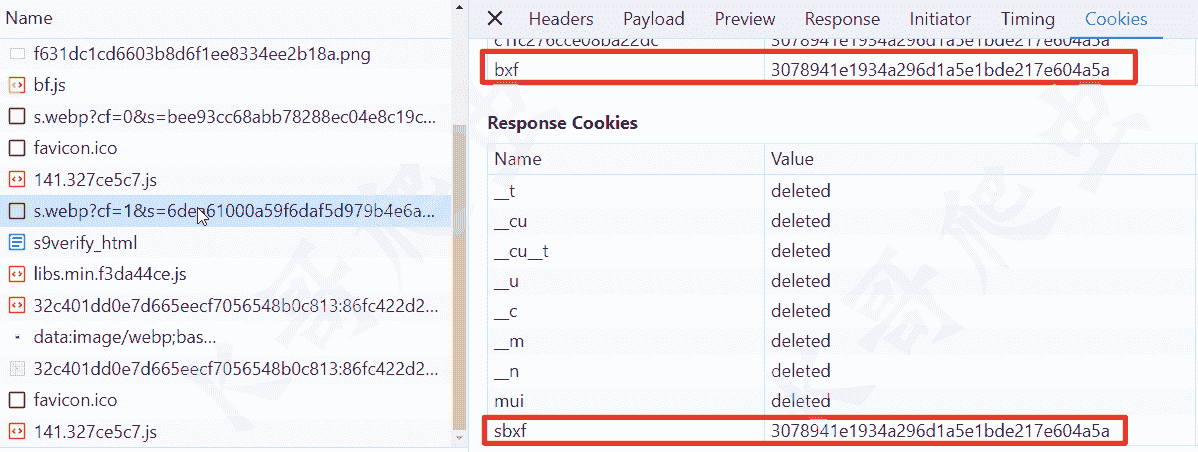 Name
f631dc1cd6603b8d6f1ee8334ee2b18a.png
bf.js
s.webp?cf=0&s=bee93cc68abb78288ec04e8c19c...
favicon.ico
141.327ce5c7.js
s.webp?cf=1&s=6dea61000a59f6daf5d979b4e6a...
s9verify_html
libs.min.f3da44ce.js
32c401dd0e7d665eecf7056548b0c813:86fc422d2...
data:image/webp;bas...
32c401dd0e7d665eecf7056548b0c813:86fc422d2...
favicon.ico
141.327ce5c7.js
Headers Payload Preview Response Initiator Timing Cookies
c1fc276cce08ba22dc 3078941e1934a296d1a5e1bde217e604a5a
bxf 3078941e1934a296d1a5e1bde217e604a5a
Response Cookies
Name Value
__t deleted
__cu deleted
__cu__t deleted
__u deleted
__c deleted
__m deleted
__n deleted
mui deleted
sbxf 3078941e1934a296d1a5e1bde217e604a5a